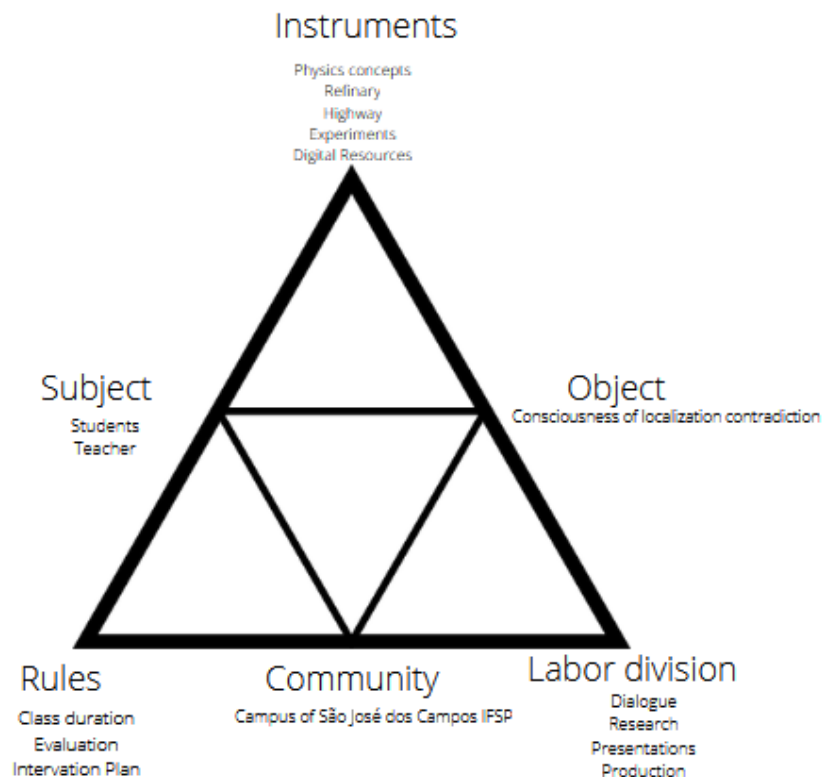 Instruments
Physics concepts
Refinary
Highway
Experiments
Digital Resources
Subject
Students
Teacher
Object
Consciousness of localization contradiction
Rules
Class duration
Evaluation
Intervation Plan
Community
Campus of São José dos Campos IFSP
Labor division
Dialogue
Research
Presentations
Production